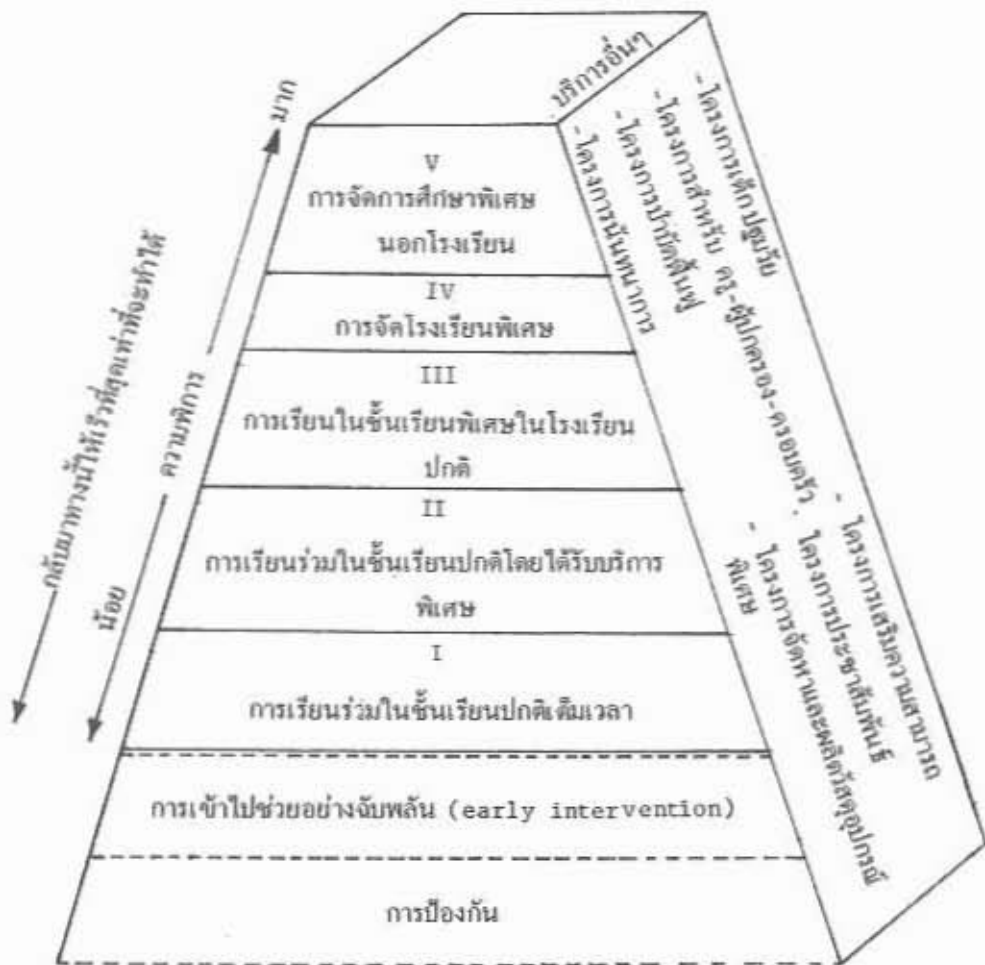 V
การจัดการศึกษาพิเศษ
นอกโรงเรียน
IV
การจัดโรงเรียนพิเศษ
III
การเรียนในชั้นเรียนพิเศษในโรงเรียน
ปกติ
II
การเรียนร่วมในชั้นเรียนปกติโดยได้รับบริการ
พิเศษ
I
การเรียนร่วมในชั้นเรียนปกติเต็มเวลา
การเข้าไปช่วยอย่างฉับพลัน (early intervention)
การป้องกัน
มาก
ความพิการ
น้อย
กลับมาทางนี้ให้เร็วที่สุดเท่าที่จะทำได้
บริการอื่นๆ
-โครงการเด็กปฐมวัย
-โครงการสำหรับ ครู-ผู้ปกครอง-ครอบครัว
-โครงการบำบัดฟื้นฟู
-โครงการนันทนาการ
- โครงการเสริมความสามารถ
- โครงการประชาสัมพันธ์
- โครงการจัดหาและผลิตวัสดุอุปกรณ์
พิเศษ